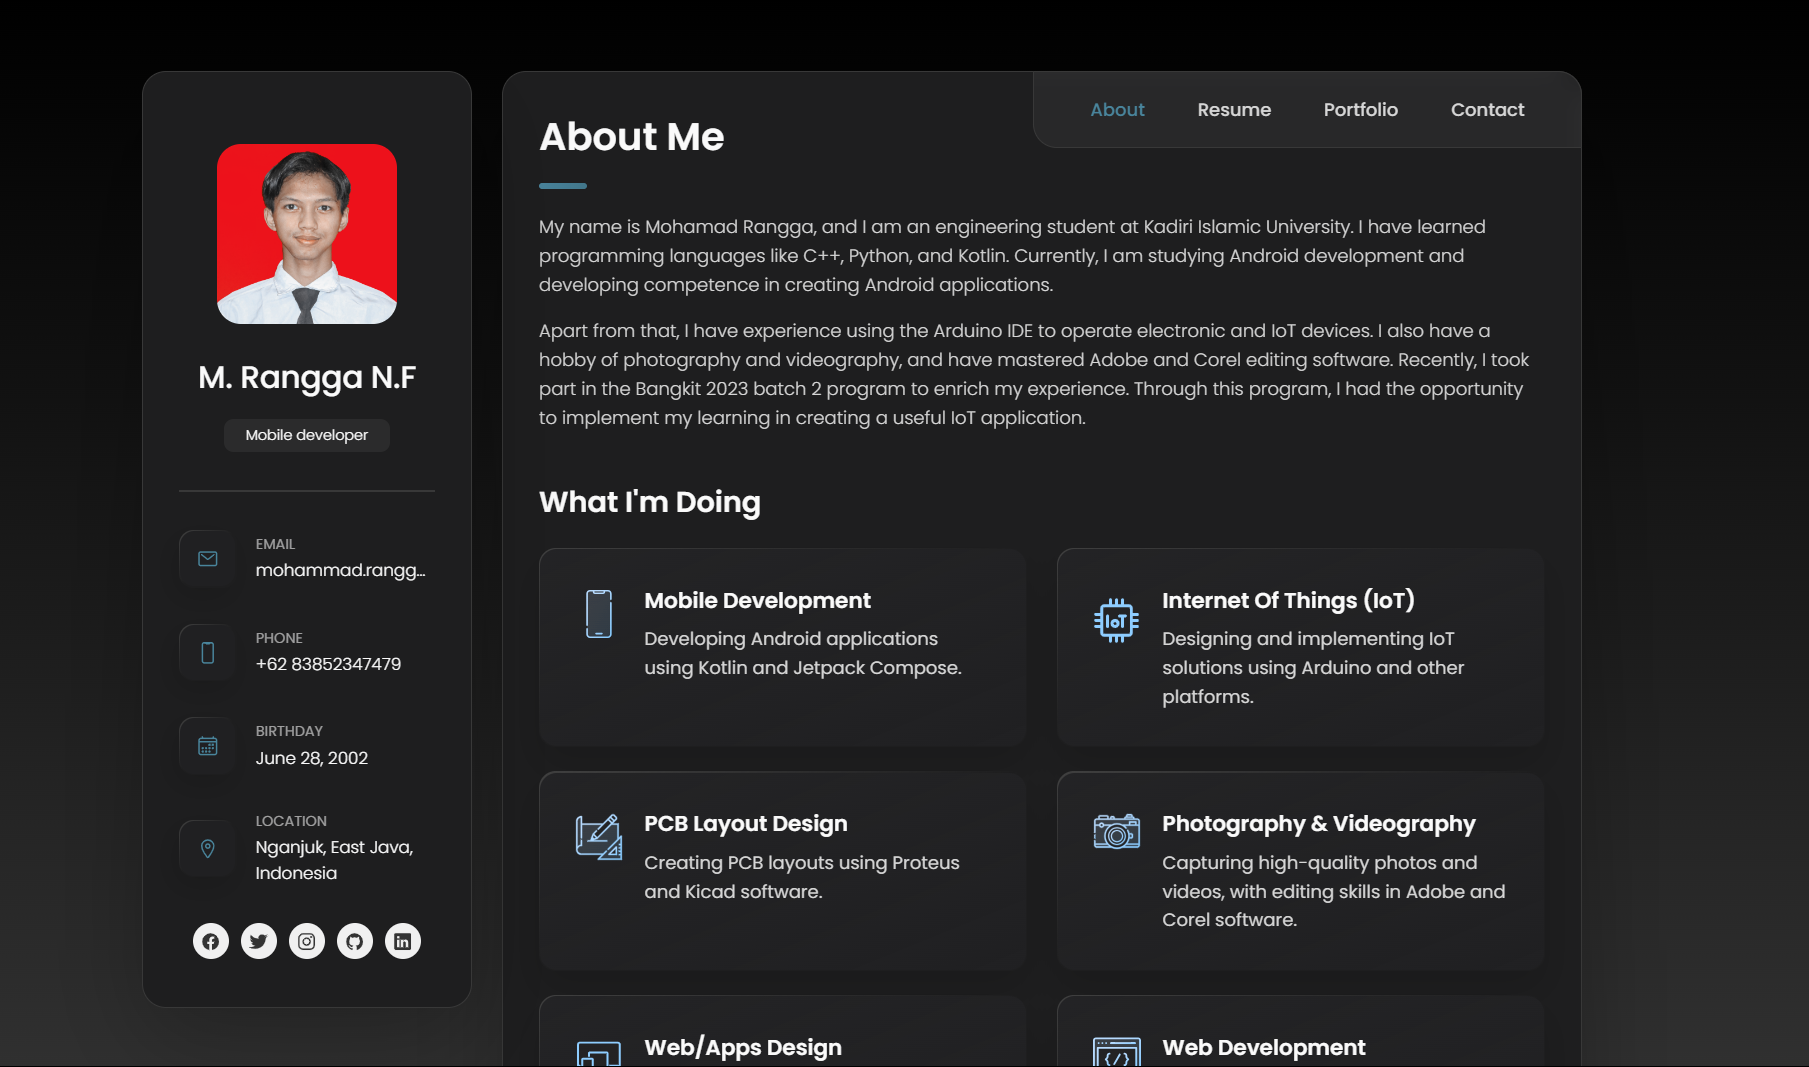 M. Rangga N.F
Mobile developer
EMAIL
mohammad.rangg...
PHONE
+62 83852347479
BIRTHDAY
June 28, 2002
LOCATION
Nganjuk, East Java,
Indonesia
About
Resume
Portfolio
Contact
About Me
My name is Mohamad Rangga, and I am an engineering student at Kadiri Islamic University. I have learned
programming languages like C++, Python, and Kotlin. Currently, I am studying Android development and
developing competence in creating Android applications.
Apart from that, I have experience using the Arduino IDE to operate electronic and IoT devices. I also have a
hobby of photography and videography, and have mastered Adobe and Corel editing software. Recently, I took
part in the Bangkit 2023 batch 2 program to enrich my experience. Through this program, I had the opportunity
to implement my learning in creating a useful IoT application.
What I'm Doing
Mobile Development
Developing Android applications
using Kotlin and Jetpack Compose.
IoT
Internet Of Things (IoT)
Designing and implementing IoT
solutions using Arduino and other
platforms.
PCB Layout Design
Creating PCB layouts using Proteus
and Kicad software.
Photography & Videography
Capturing high-quality photos and
videos, with editing skills in Adobe and
Corel software.
Web/Apps Design
Web Development